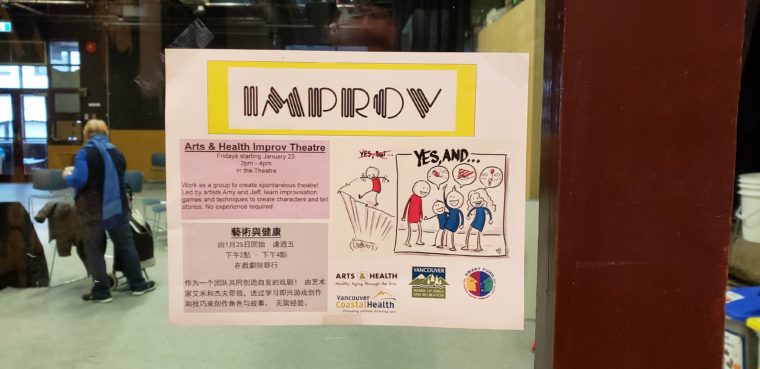 IMPROV
Arts & Health Improv Theatre
Fridays starting January 25
2pm - 4pm
In the Theatre
Work as a group to create spontaneous theatre!
Led by artists Amy and Jeff, learn improvisation
games and techniques to create characters and tell
stories. No experience required
藝術與健康
由1月25日開始 逢週五
下午2點 - 下午4點
在戲劇院舉行
作为一个团队共同创造自发的戏剧! 由艺术
家艾米和杰夫带领,透过学习即兴游戏创作
和技巧来创作角色与故事。 无需经验。
YES, BUT...
YES, AND...
ARTS & HEALTH
Healthy Aging Through the Arts
Vancouver
CoastalHealth
VANCOUVER
BOARD OF PARKS
AND RECREATION
SMART FUND